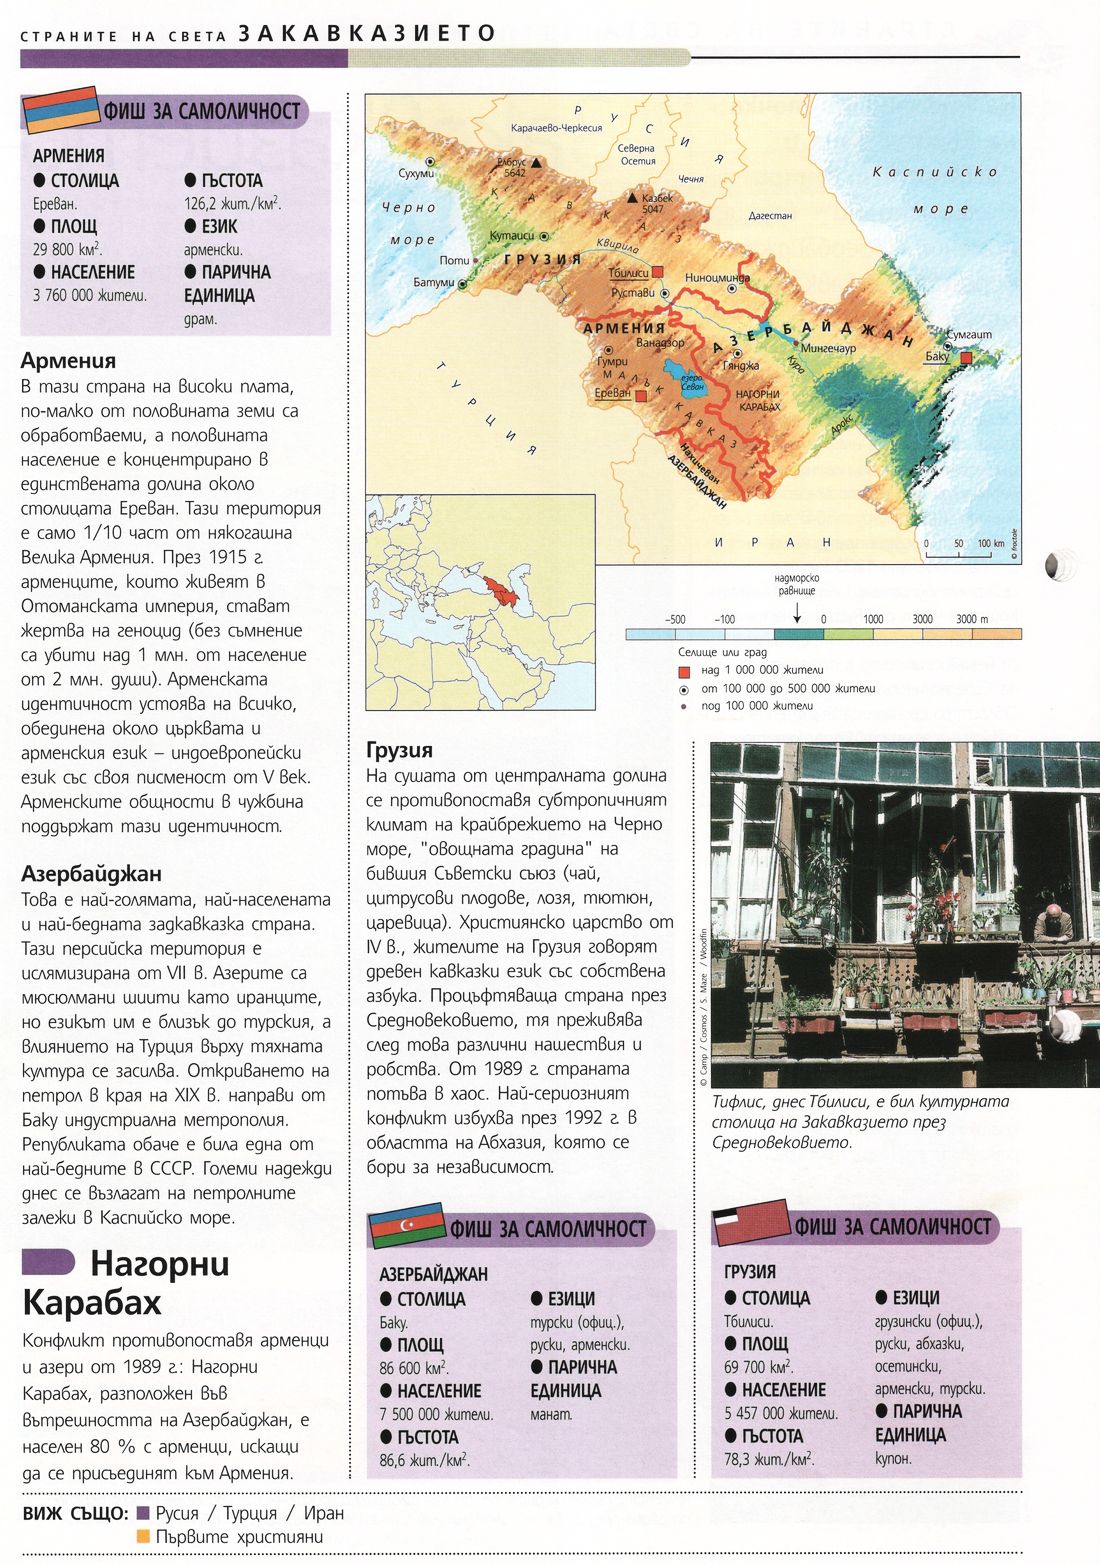 СТРАНИТЕ НА СВЕТА ЗАКАВКАЗИЕТО
ФИШ ЗА САМОЛИЧНОСТ
АРМЕНИЯ
● СТОЛИЦА
Ереван.
● ПЛОЩ
29 800 км².
● НАСЕЛЕНИЕ
3 760 000 жители.
● ГЪСТОТА
126,2 жит./км².
● ЕЗИК
арменски.
● ПАРИЧНА
ЕДИНИЦА
драм.
Армения
В тази страна на високи плата,
по-малко от половината земи са
обработваеми, а половината
население е концентрирано в
единствената долина около
столицата Ереван. Тази територия
е само 1/10 част от някогашна
Велика Армения. През 1915 г.
арменците, които живеят в
Отоманската империя, стават
жертва на геноцид (без съмнение
са убити над 1 млн. от население
от 2 млн. души). Арменската
идентичност устоява на всичко,
обединена около църквата и
арменския език – индоевропейски
език със своя писменост от V век.
Арменските общности в чужбина
поддържат тази идентичност.
Азербайджан
Това е най-голямата, най-населената
и най-бедната задкавказка страна.
Тази персийска територия е
ислямизирана от VII в. Азерите са
мюсюлмани шиити като иранците,
но езикът им е близък до турския, а
влиянието на Турция върху тяхната
култура се засилва. Откриването на
петрол в края на XIX в. направи от
Баку индустриална метрополия.
Републиката обаче е била една от
най-бедните в СССР. Големи надежди
днес се възлагат на петролните
залежи в Каспийско море.
Нагорни
Карабах
Конфликт противопоставя арменци
и азери от 1989 г.: Нагорни
Карабах, разположен във
вътрешността на Азербайджан, е
населен 80 % с арменци, искащи
да се присъединят към Армения.
РУСИЯ
Карачаево-Черкесия
Северна
Осетия
Чечня
Дагестан
Каспийско
море
Черно
море
Сухуми
Елбрус
5642
Казбек
5047
КАВКАЗ
Кутаиси
Квирила
Поти
ГРУЗИЯ
Батуми
Тбилиси
Рустави
Ниноцминда
АРМЕНИЯ
Ванадзор
Гумри
АЗЕРБАЙДЖАН
Мингечаур
Гянджа
Кура
Сумгаит
Баку
МАЛЪК КАВКАЗ
езеро
Севан
Ереван
НАГОРНИ
КАРАБАХ
Аракс
Нахичеван
АЗЕРБАЙДЖАН
ТУРЦИЯ
ИРАН
0 50 100 km
© fractale
надморско
равнище
−500 −100 0 1000 3000 m
Селище или град
над 1 000 000 жители
от 100 000 до 500 000 жители
под 100 000 жители
Грузия
На сушата от централната долина
се противопоставя субтропичният
климат на крайбрежието на Черно
море, "овощната градина" на
бившия Съветски съюз (чай,
цитрусови плодове, лозя, тютюн,
царевица). Християнско царство от
IV в., жителите на Грузия говорят
древен кавказки език със собствена
азбука. Процъфтяваща страна през
Средновековието, тя преживява
след това различни нашествия и
робства. От 1989 г. страната
потъва в хаос. Най-сериозният
конфликт избухва през 1992 г. в
областта на Абхазия, която се
бори за независимост.
© Camp / Cosmos / S. Maze / Woodfin
Тифлис, днес Тбилиси, е бил културната
столица на Закавказието през
Средновековието.
ФИШ ЗА САМОЛИЧНОСТ
АЗЕРБАЙДЖАН
● СТОЛИЦА
Баку.
● ПЛОЩ
86 600 км².
● НАСЕЛЕНИЕ
7 500 000 жители.
● ГЪСТОТА
86,6 жит./км².
● ЕЗИЦИ
турски (офиц.),
руски, арменски.
● ПАРИЧНА
ЕДИНИЦА
манат.
ФИШ ЗА САМОЛИЧНОСТ
ГРУЗИЯ
● СТОЛИЦА
Тбилиси.
● ПЛОЩ
69 700 км².
● НАСЕЛЕНИЕ
5 457 000 жители.
● ГЪСТОТА
78,3 жит./км².
● ЕЗИЦИ
грузински (офиц.),
руски, абхазки,
осетински,
арменски, турски.
● ПАРИЧНА
ЕДИНИЦА
купон.
ВИЖ СЪЩО: Русия / Турция / Иран
Първите християни